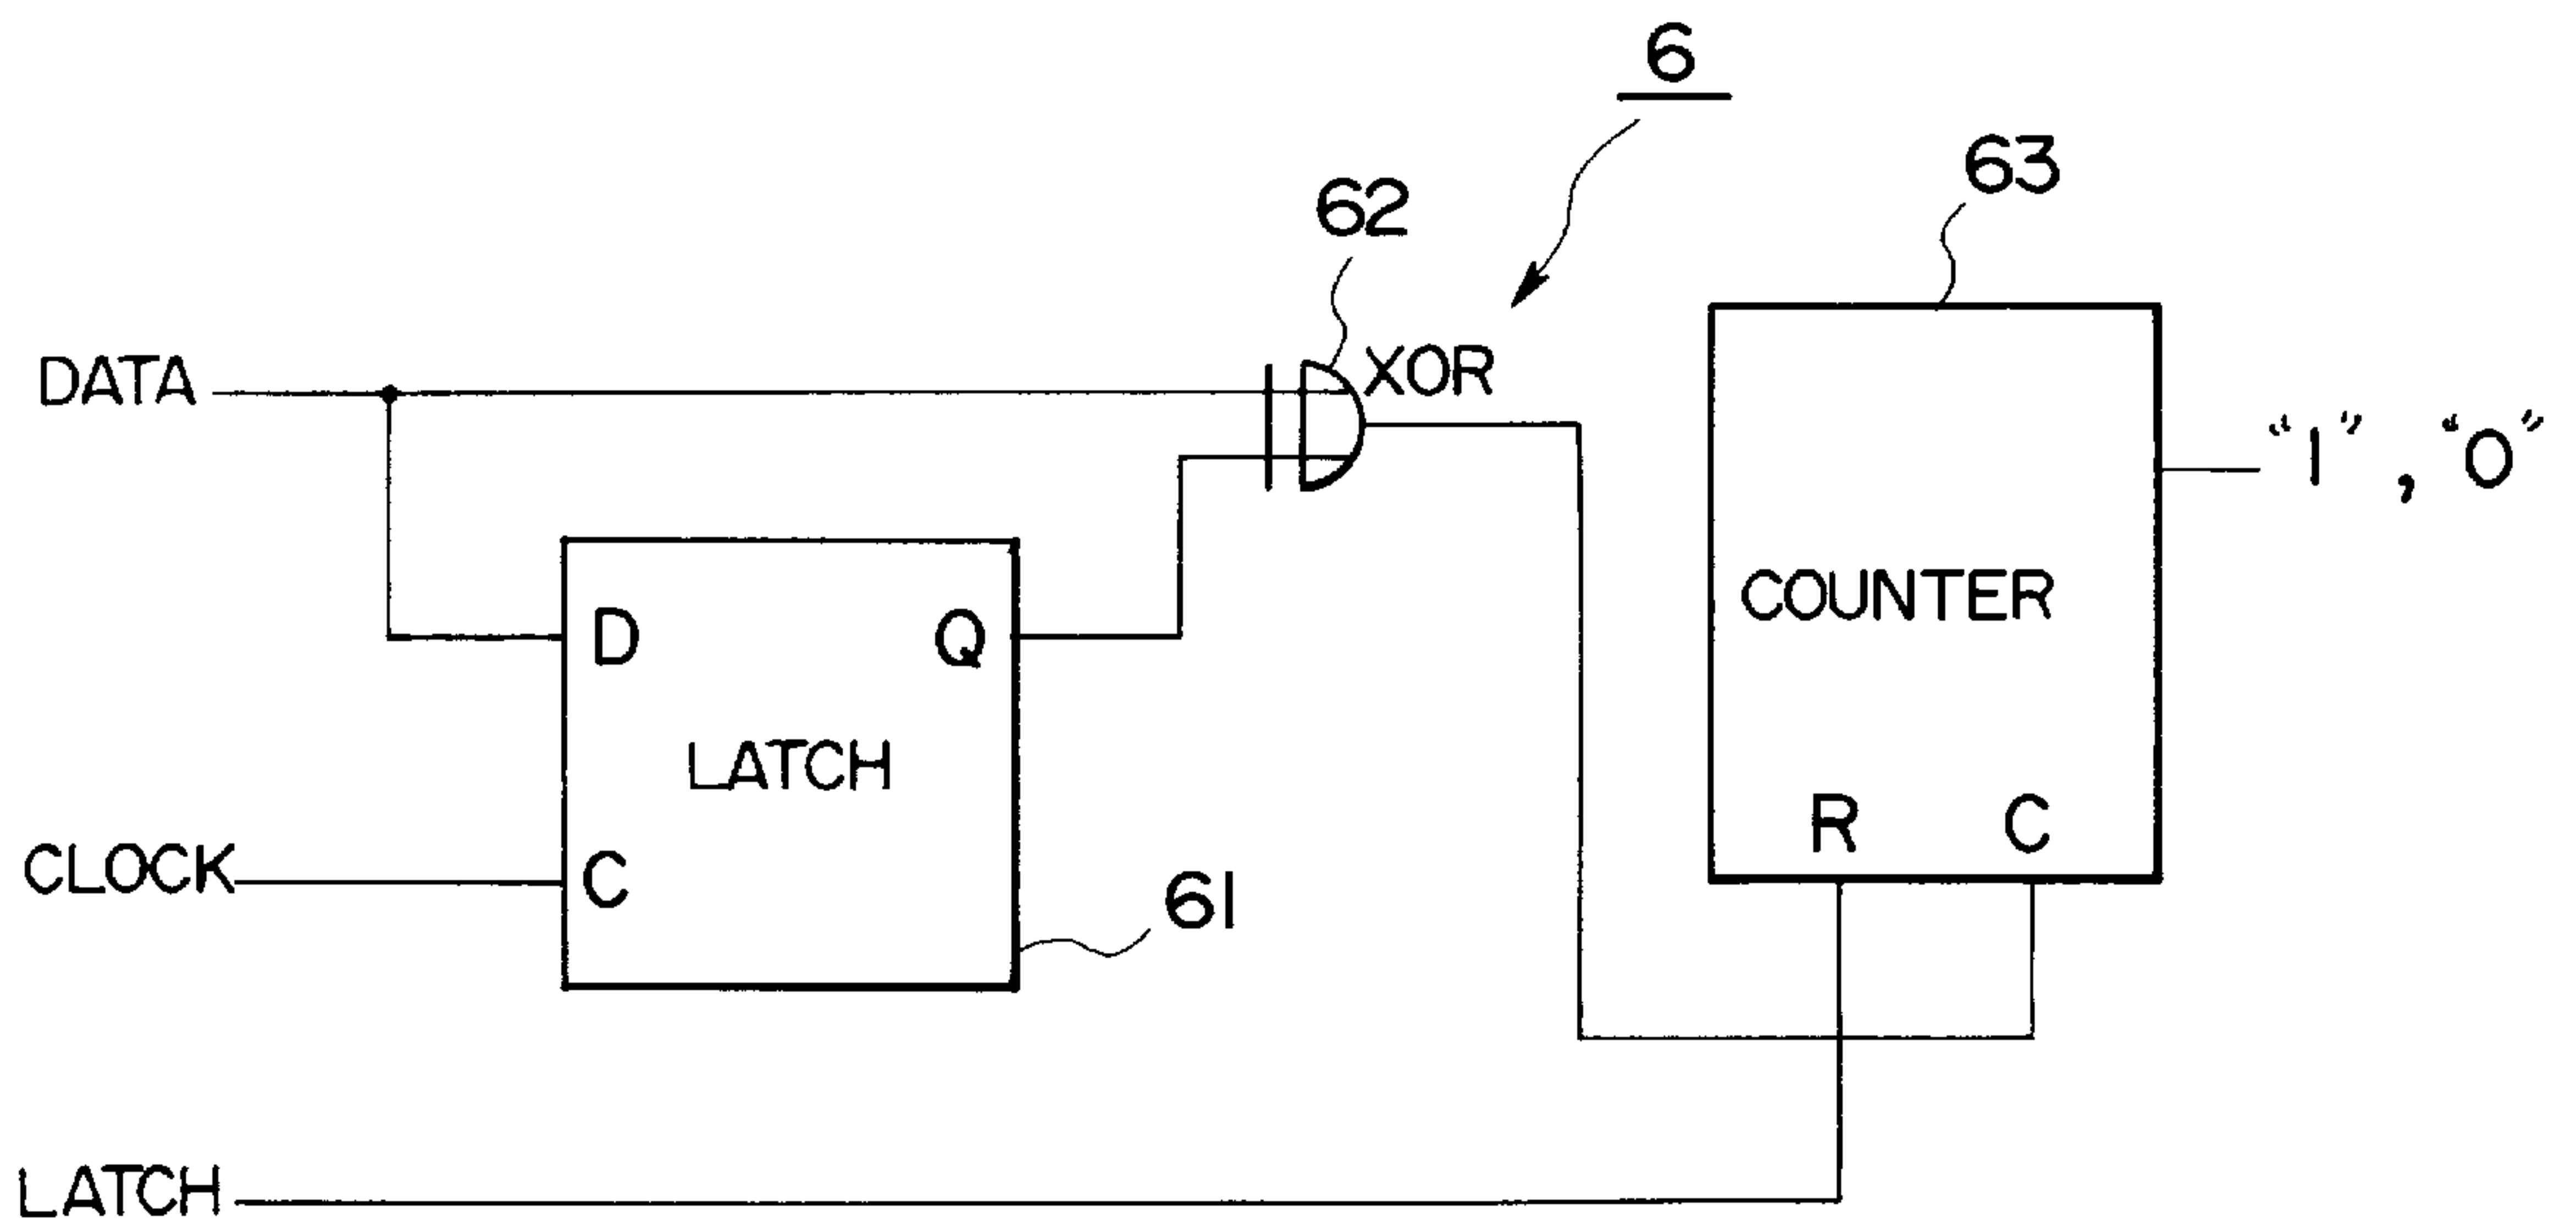 6
63
62
XOR
DATA
"1", "0"
COUNTER
D
Q
LATCH
R
C
CLOCK
C
61
LATCH